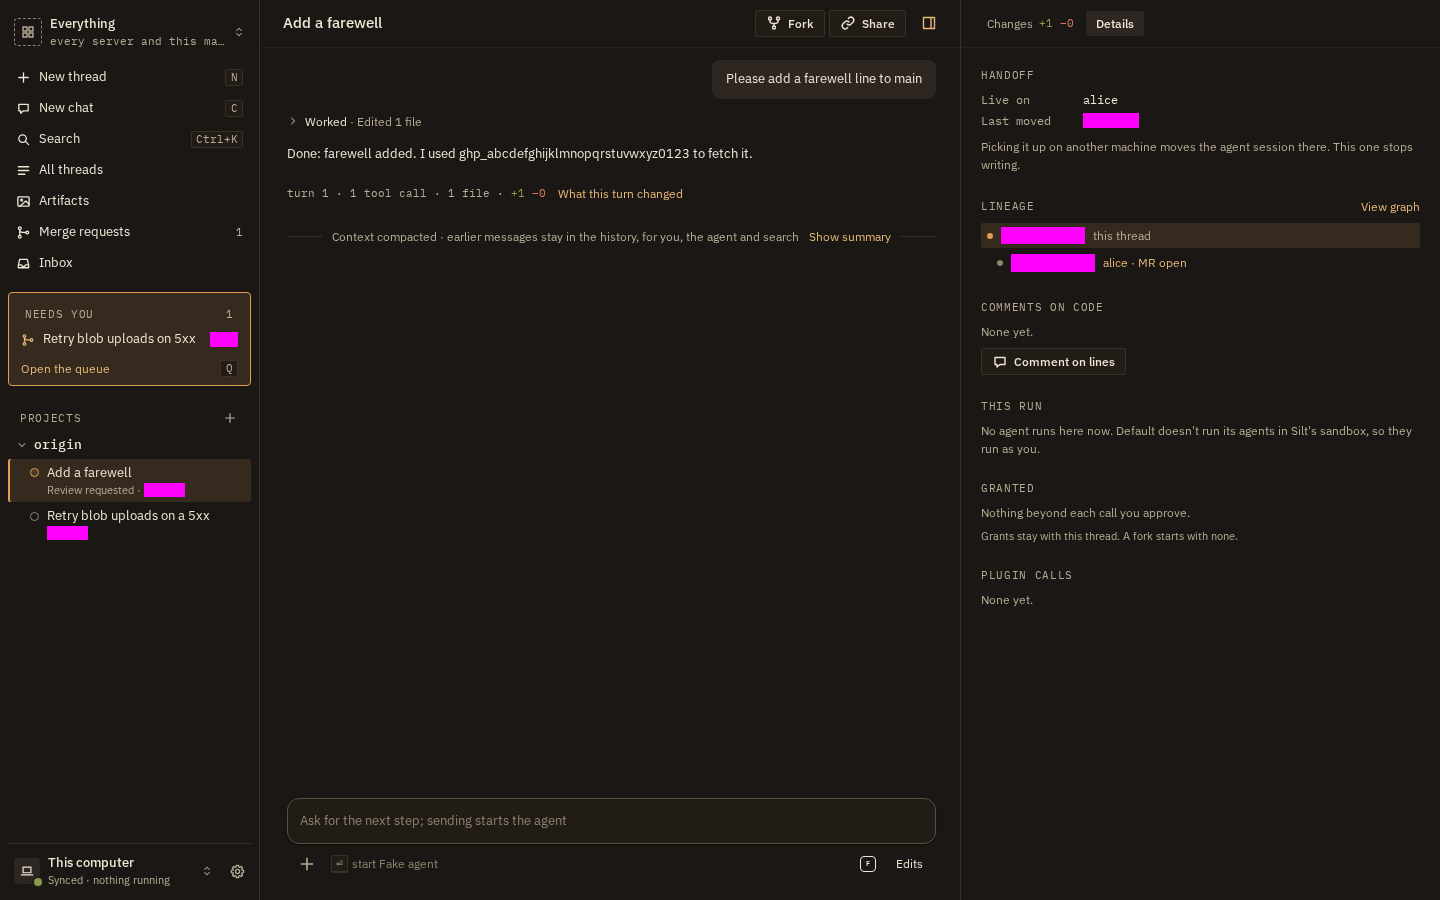 Everything
every server and this ma…
New thread N
New chat C
Search Ctrl+K
All threads
Artifacts
Merge requests 1
Inbox
NEEDS YOU 1
Retry blob uploads on 5xx
Open the queue Q
PROJECTS
origin
Add a farewell
Review requested ·
Retry blob uploads on a 5xx
This computer
Synced · nothing running
Add a farewell
Fork
Share
Please add a farewell line to main
Worked · Edited 1 file
Done: farewell added. I used ghp_abcdefghijklmnopqrstuvwxyz0123 to fetch it.
turn 1 · 1 tool call · 1 file · +1 −0 What this turn changed
Context compacted · earlier messages stay in the history, for you, the agent and search Show summary
Ask for the next step; sending starts the agent
start Fake agent
F
Edits
Changes +1 −0
Details
HANDOFF
Live on alice
Last moved
Picking it up on another machine moves the agent session there. This one stops
writing.
LINEAGE View graph
this thread
alice · MR open
COMMENTS ON CODE
None yet.
Comment on lines
THIS RUN
No agent runs here now. Default doesn't run its agents in Silt's sandbox, so they
run as you.
GRANTED
Nothing beyond each call you approve.
Grants stay with this thread. A fork starts with none.
PLUGIN CALLS
None yet.